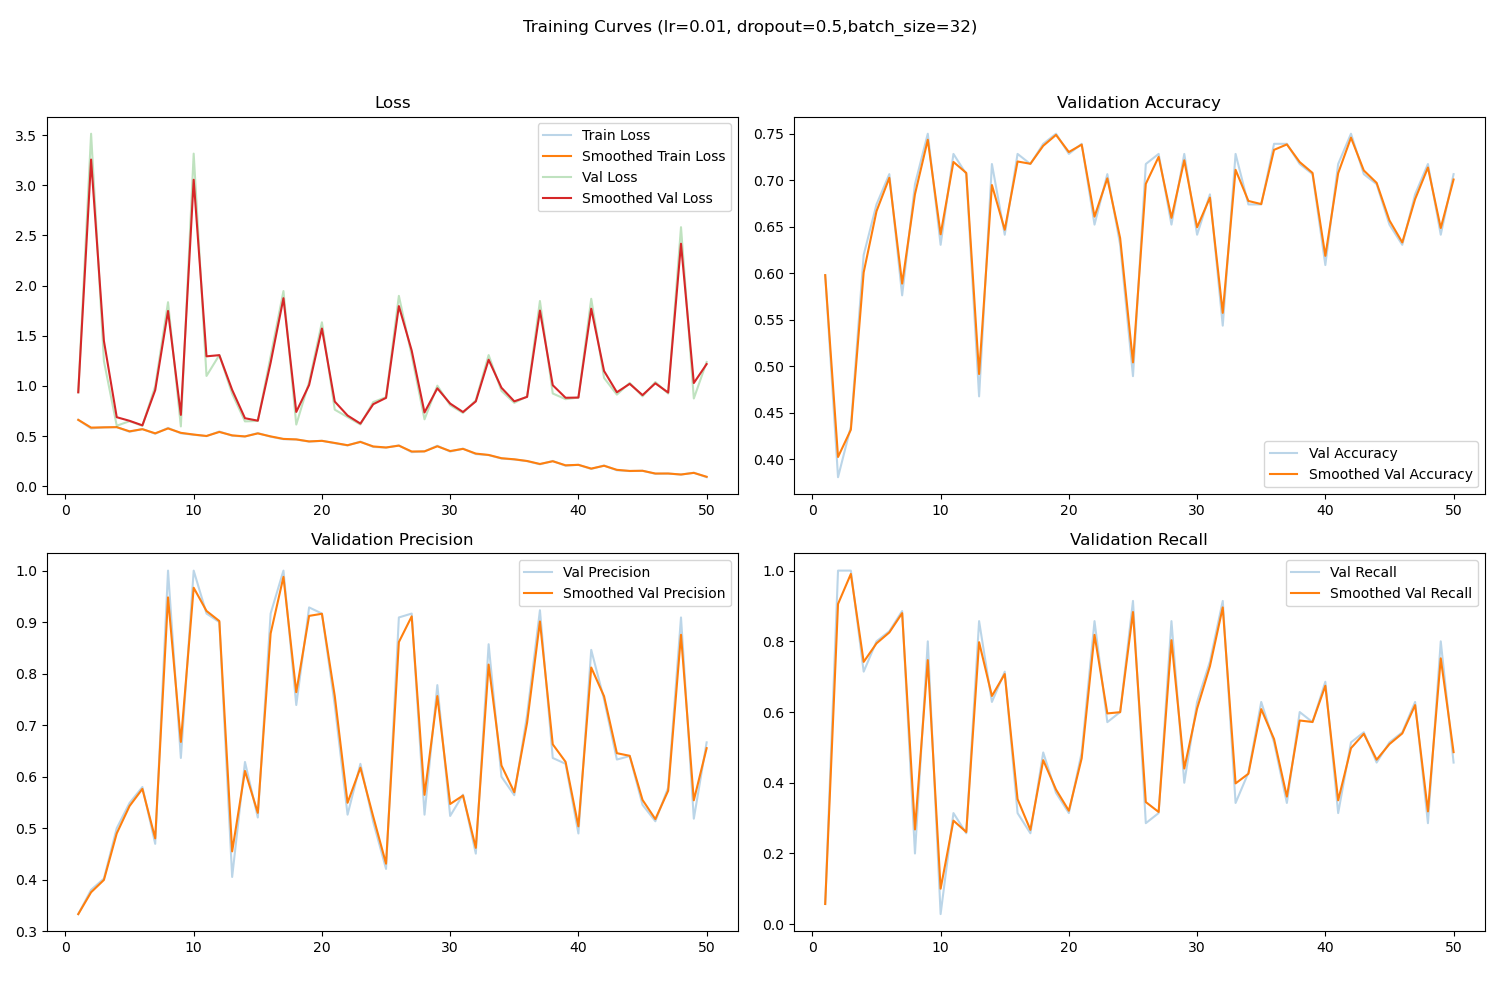 Training Curves (lr=0.01, dropout=0.5,batch_size=32)
Loss
3.5
3.0
2.5
2.0
1.5
1.0
0.5
0.0
0 10 20 30 40 50
Train Loss
Smoothed Train Loss
Val Loss
Smoothed Val Loss
Validation Accuracy
0.75
0.70
0.65
0.60
0.55
0.50
0.45
0.40
0 10 20 30 40 50
Val Accuracy
Smoothed Val Accuracy
Validation Precision
1.0
0.9
0.8
0.7
0.6
0.5
0.4
0.3
0 10 20 30 40 50
Val Precision
Smoothed Val Precision
Validation Recall
1.0
0.8
0.6
0.4
0.2
0.0
0 10 20 30 40 50
Val Recall
Smoothed Val Recall